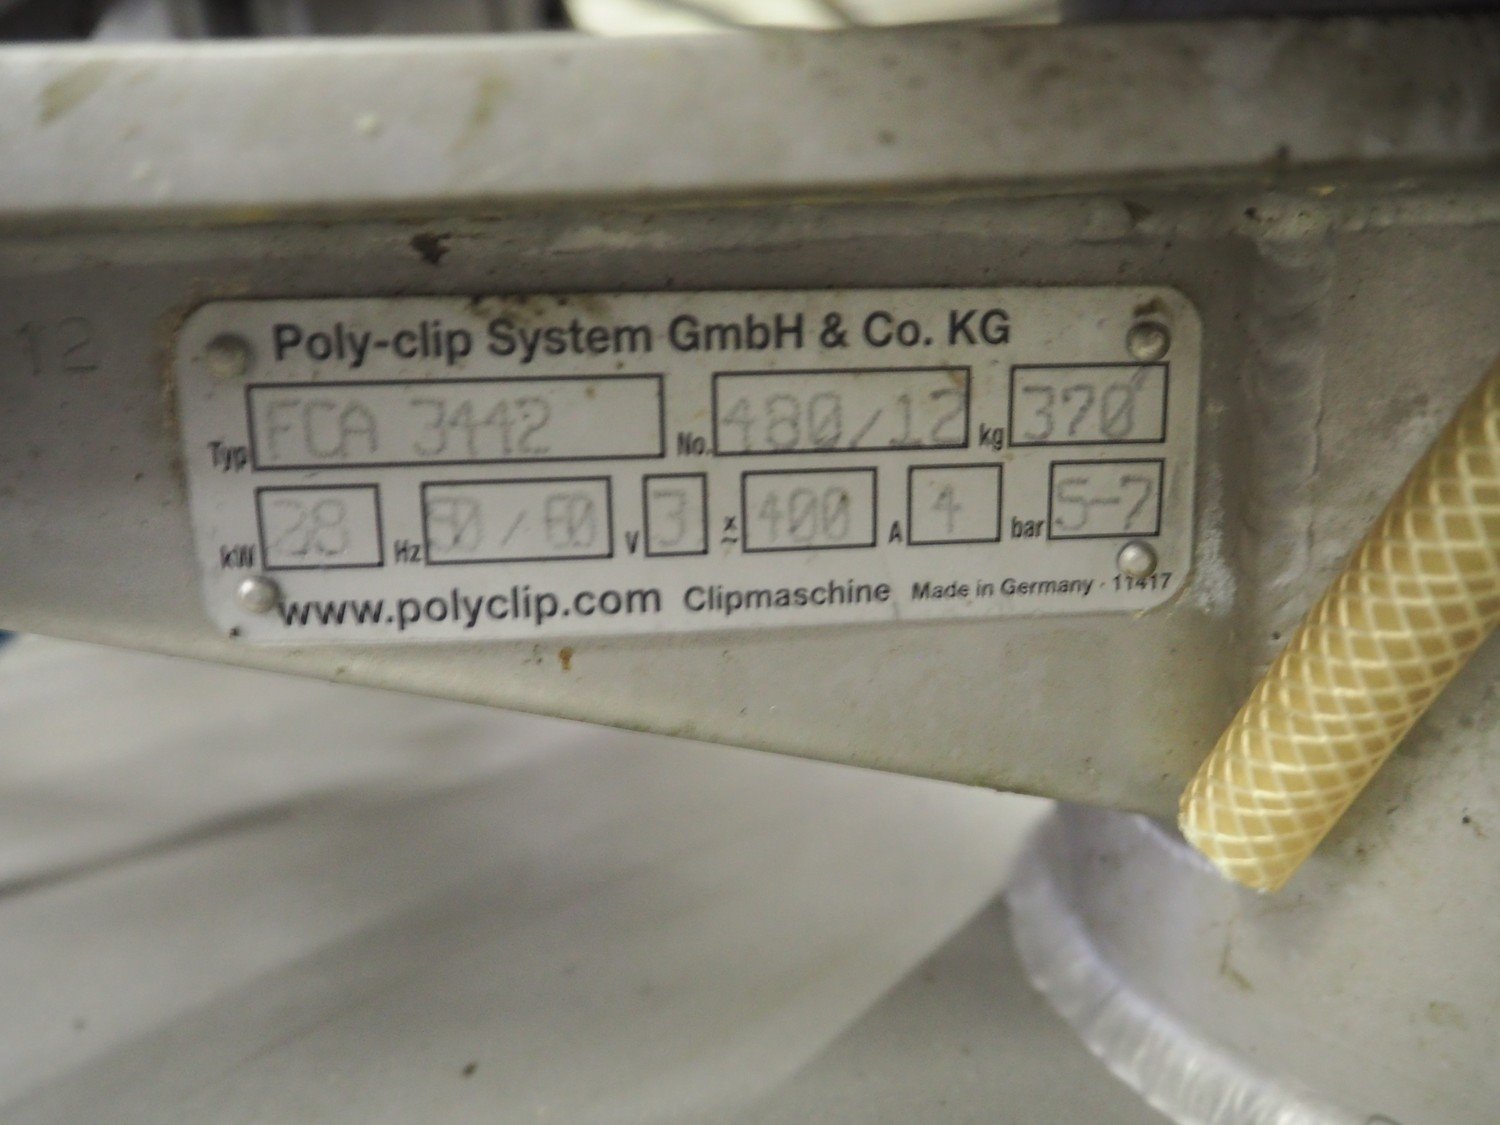 12
Poly-clip System GmbH & Co. KG
Typ FCA 3442 No. 480/12 kg 370
kW 28 Hz 50 / 60 V 3 x~ 400 A 4 bar 5-7
www.polyclip.com Clipmaschine Made in Germany · 11417